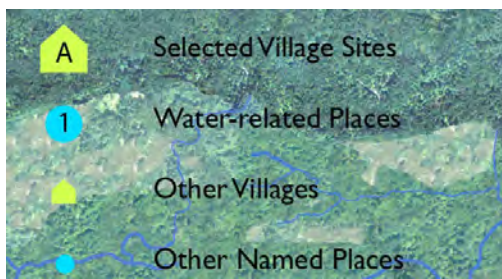 A Selected Village Sites
1 Water-related Places
Other Villages
Other Named Places